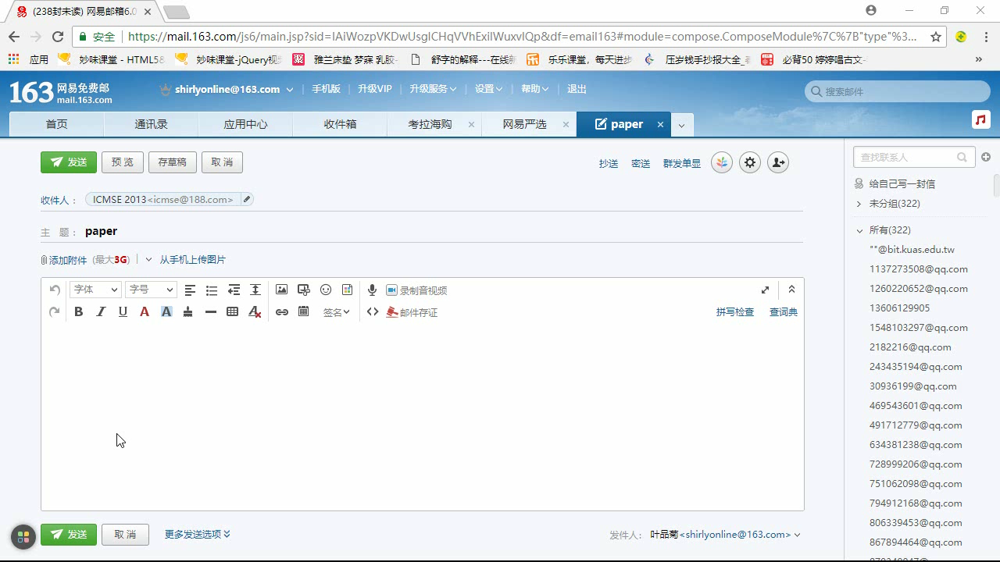 (238封未读) 网易邮箱6.0
安全 https://mail.163.com/js6/main.jsp?sid=IAiWozpVKDwUsglCHqVVhExilWuxvIQp&df=email163#module=compose.ComposeModule%7C%7B"type"%3...
应用 妙味课堂 - HTML5 妙味课堂-jQuery视 雅兰床垫 梦寐 乳胶 舒字的解释---在线新 乐乐课堂，每天进步 压岁钱手抄报大全_ 必背50 婷婷唱古文- »
163 网易免费邮
mail.163.com
shirlyonline@163.com 手机版 升级VIP 升级服务 设置 帮助 退出
搜索邮件
首页 通讯录 应用中心 收件箱 考拉海购 网易严选 paper
发送 预 览 存草稿 取 消
抄送 密送 群发单显
查找联系人
收件人： ICMSE 2013<icmse@188.com>
主 题： paper
添加附件 (最大3G) 从手机上传图片
字体 字号 录制音视频
签名 邮件存证
拼写检查 查词典
发送 取 消 更多发送选项
发件人： 叶品菊<shirlyonline@163.com>
给自己写一封信
未分组(322)
所有(322)
""@bit.kuas.edu.tw
1137273508@qq.com
1260220652@qq.com
13606129905
1548103297@qq.com
2182216@qq.com
243435194@qq.com
30936199@qq.com
469543601@qq.com
491712779@qq.com
634381238@qq.com
728999206@qq.com
751062098@qq.com
794912168@qq.com
806339453@qq.com
867894464@qq.com